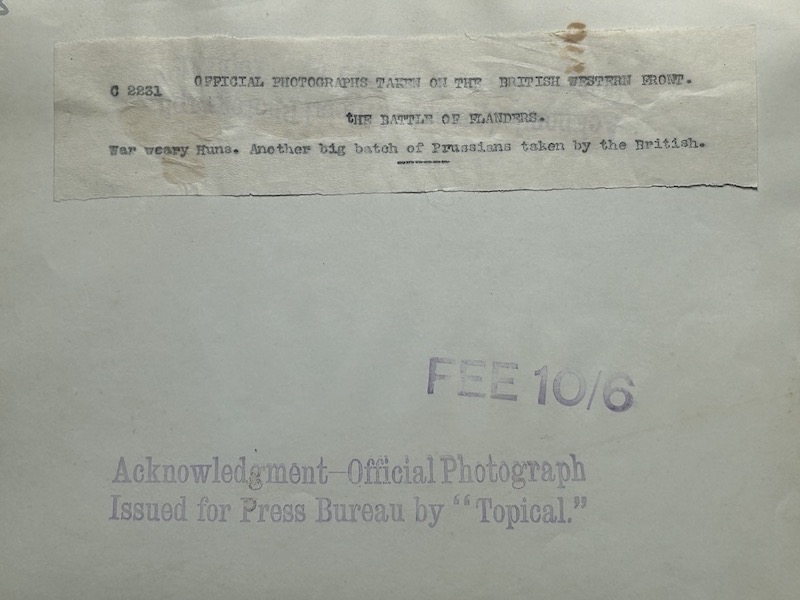 C 2231 OFFICIAL PHOTOGRAPHS TAKEN ON THE BRITISH WESTERN FRONT.
tHE BATTLE OF FLANDERS.
War weary Huns. Another big batch of Prussians taken by the British.
FEE 10/6
Acknowledgment—Official Photograph
Issued for Press Bureau by “Topical.”